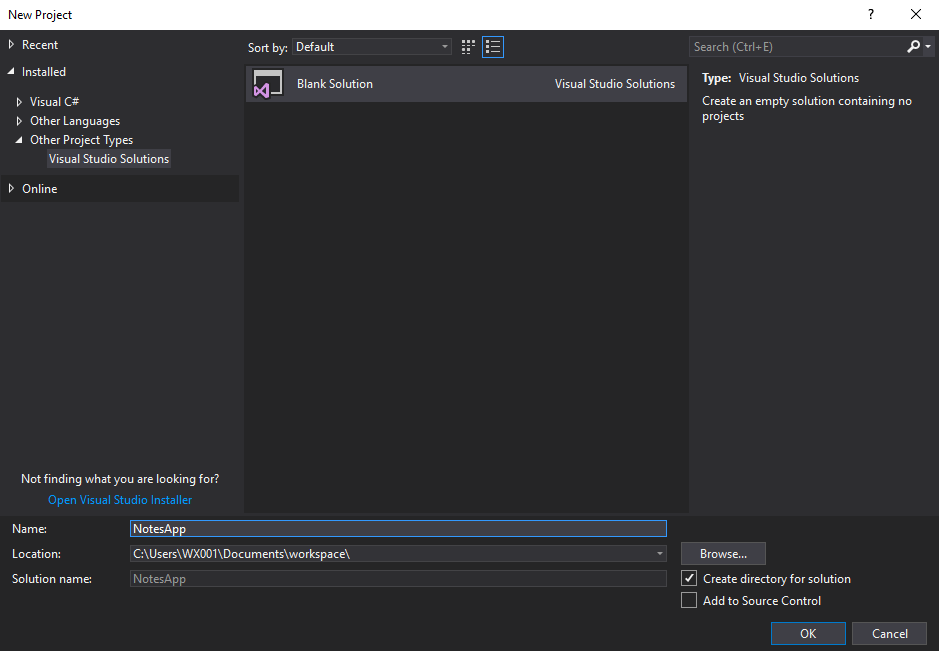 New Project
?
Recent
Installed
Visual C#
Other Languages
Other Project Types
Visual Studio Solutions
Online
Not finding what you are looking for?
Open Visual Studio Installer
Sort by: Default
Blank Solution Visual Studio Solutions
Search (Ctrl+E)
Type: Visual Studio Solutions
Create an empty solution containing no
projects
Name: NotesApp
Location: C:\Users\WX001\Documents\workspace\ Browse...
Solution name: NotesApp
Create directory for solution
Add to Source Control
OK Cancel